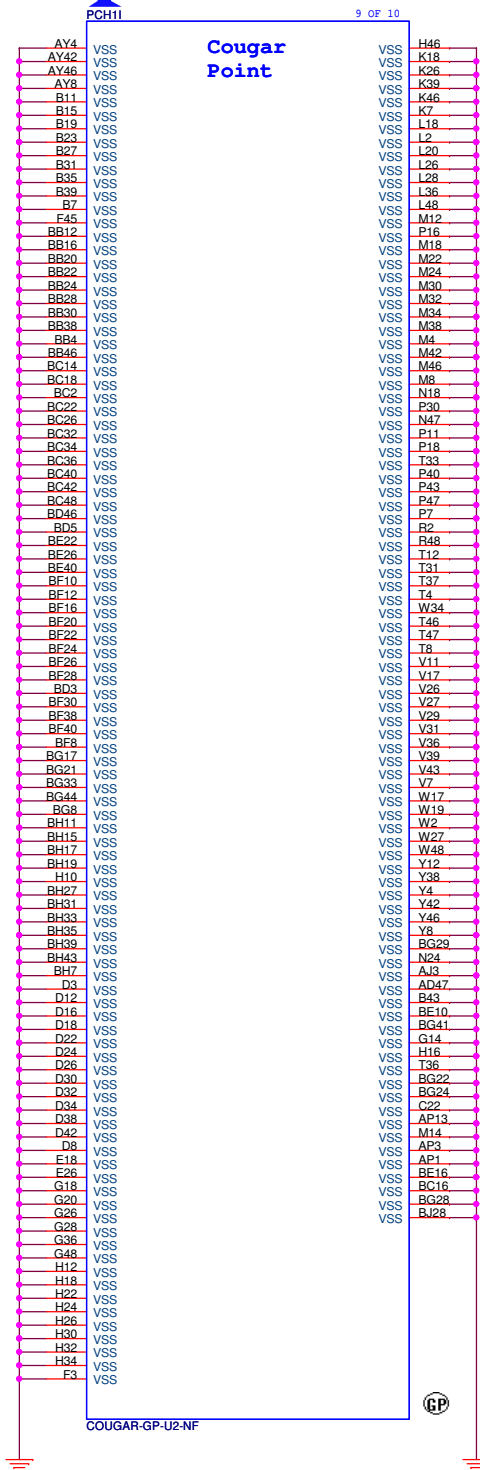 PCH1I 9 OF 10
Cougar
Point
AY4 VSS VSS H46
AY42 VSS VSS K18
AY46 VSS VSS K26
AY8 VSS VSS K39
B11 VSS VSS K46
B15 VSS VSS K7
B19 VSS VSS L18
B23 VSS VSS L2
B27 VSS VSS L20
B31 VSS VSS L26
B35 VSS VSS L28
B39 VSS VSS L36
B7 VSS VSS L48
F45 VSS VSS M12
BB12 VSS VSS P16
BB16 VSS VSS M18
BB20 VSS VSS M22
BB22 VSS VSS M24
BB24 VSS VSS M30
BB28 VSS VSS M32
BB30 VSS VSS M34
BB38 VSS VSS M38
BB4 VSS VSS M4
BB46 VSS VSS M42
BC14 VSS VSS M46
BC18 VSS VSS M8
BC2 VSS VSS N18
BC22 VSS VSS P30
BC26 VSS VSS N47
BC32 VSS VSS P11
BC34 VSS VSS P18
BC36 VSS VSS T33
BC40 VSS VSS P40
BC42 VSS VSS P43
BC48 VSS VSS P47
BD46 VSS VSS P7
BD5 VSS VSS R2
BE22 VSS VSS R48
BE26 VSS VSS T12
BE40 VSS VSS T31
BF10 VSS VSS T37
BF12 VSS VSS T4
BF16 VSS VSS W34
BF20 VSS VSS T46
BF22 VSS VSS T47
BF24 VSS VSS T8
BF26 VSS VSS V11
BF28 VSS VSS V17
BD3 VSS VSS V26
BF30 VSS VSS V27
BF38 VSS VSS V29
BF40 VSS VSS V31
BF8 VSS VSS V36
BG17 VSS VSS V39
BG21 VSS VSS V43
BG33 VSS VSS V7
BG44 VSS VSS W17
BG8 VSS VSS W19
BH11 VSS VSS W2
BH15 VSS VSS W27
BH17 VSS VSS W48
BH19 VSS VSS Y12
H10 VSS VSS Y38
BH27 VSS VSS Y4
BH31 VSS VSS Y42
BH33 VSS VSS Y46
BH35 VSS VSS Y8
BH39 VSS VSS BG29
BH43 VSS VSS N24
BH7 VSS VSS AJ3
D3 VSS VSS AD47
D12 VSS VSS B43
D16 VSS VSS BE10
D18 VSS VSS BG41
D22 VSS VSS G14
D24 VSS VSS H16
D26 VSS VSS T36
D30 VSS VSS BG22
D32 VSS VSS BG24
D34 VSS VSS C22
D38 VSS VSS AP13
D42 VSS VSS M14
D8 VSS VSS AP3
E18 VSS VSS AP1
E26 VSS VSS BE16
G18 VSS VSS BC16
G20 VSS VSS BG28
G26 VSS VSS BJ28
G28 VSS
G36 VSS
G48 VSS
H12 VSS
H18 VSS
H22 VSS
H24 VSS
H26 VSS
H30 VSS
H32 VSS
H34 VSS
F3 VSS
GP
COUGAR-GP-U2-NF